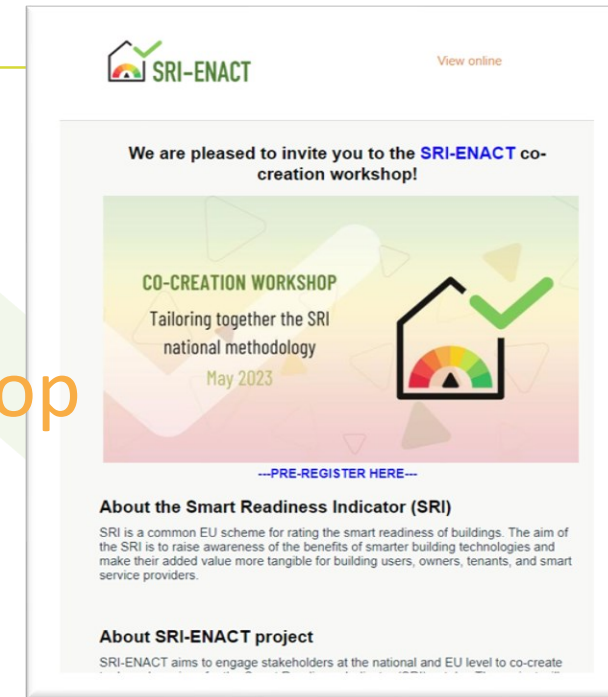 SRI-ENACT
View online
We are pleased to invite you to the SRI-ENACT co-
creation workshop!
CO-CREATION WORKSHOP
Tailoring together the SRI
national methodology
May 2023
---PRE-REGISTER HERE---
About the Smart Readiness Indicator (SRI)
SRI is a common EU scheme for rating the smart readiness of buildings. The aim of
the SRI is to raise awareness of the benefits of smarter building technologies and
make their added value more tangible for building users, owners, tenants, and smart
service providers.
op
About SRI-ENACT project
SRI-ENACT aims to engage stakeholders at the national and EU level to co-create